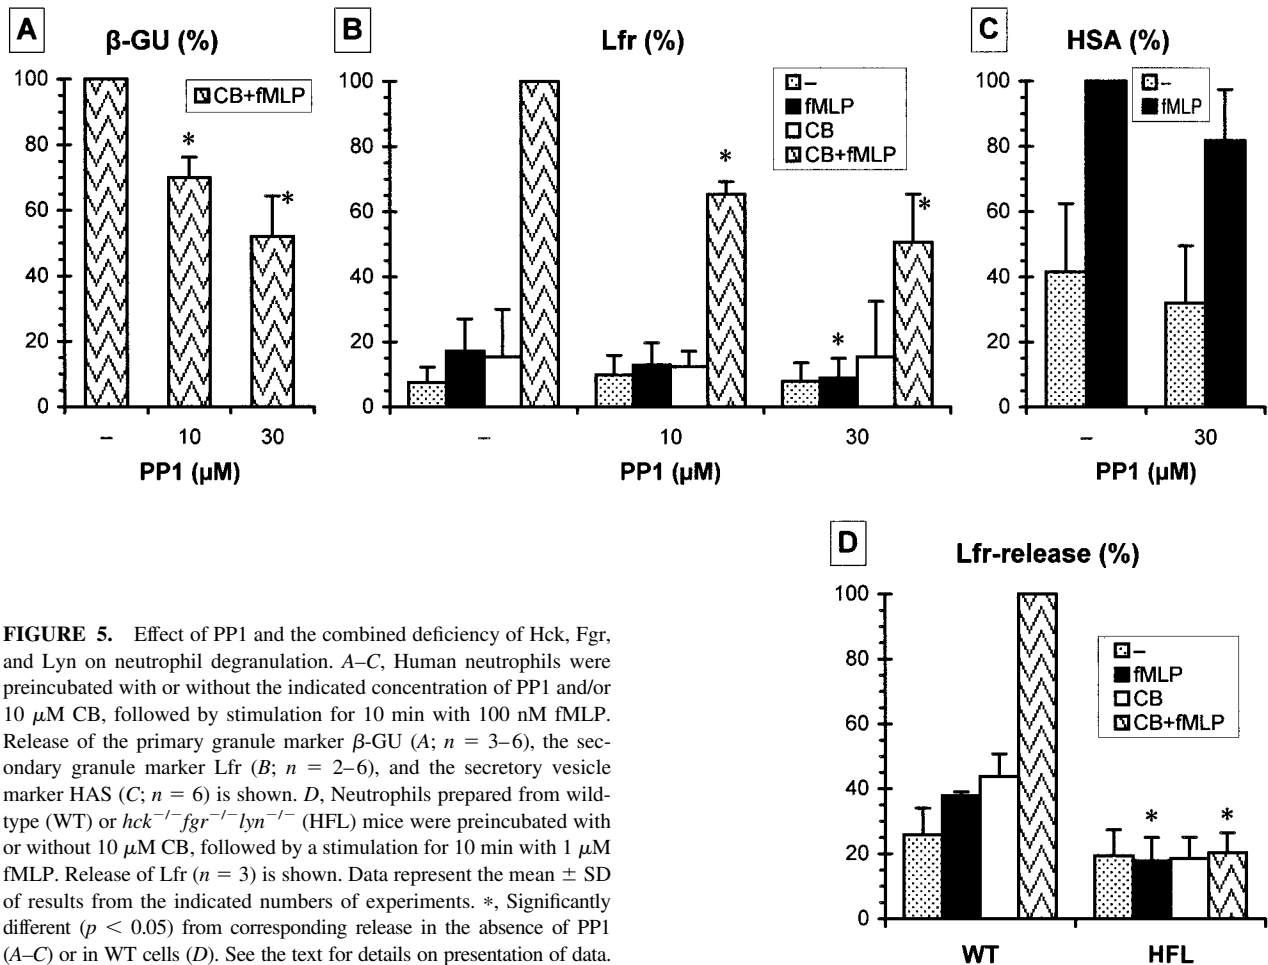 A
β-GU (%)
100
80
60
40
20
0
CB+fMLP
*
*
– 10 30
PP1 (µM)
B
Lfr (%)
100
80
60
40
20
0
–
fMLP
CB
CB+fMLP
*
*
*
– 10 30
PP1 (µM)
C
HSA (%)
100
80
60
40
20
0
–
fMLP
– 30
PP1 (µM)
D
Lfr-release (%)
100
80
60
40
20
0
–
fMLP
CB
CB+fMLP
*
*
WT HFL
FIGURE 5. Effect of PP1 and the combined deficiency of Hck, Fgr,
and Lyn on neutrophil degranulation. A–C, Human neutrophils were
preincubated with or without the indicated concentration of PP1 and/or
10 µM CB, followed by stimulation for 10 min with 100 nM fMLP.
Release of the primary granule marker β-GU (A; n = 3–6), the sec-
ondary granule marker Lfr (B; n = 2–6), and the secretory vesicle
marker HAS (C; n = 6) is shown. D, Neutrophils prepared from wild-
type (WT) or hck⁻/⁻fgr⁻/⁻lyn⁻/⁻ (HFL) mice were preincubated with
or without 10 µM CB, followed by a stimulation for 10 min with 1 µM
fMLP. Release of Lfr (n = 3) is shown. Data represent the mean ± SD
of results from the indicated numbers of experiments. *, Significantly
different (p < 0.05) from corresponding release in the absence of PP1
(A–C) or in WT cells (D). See the text for details on presentation of data.